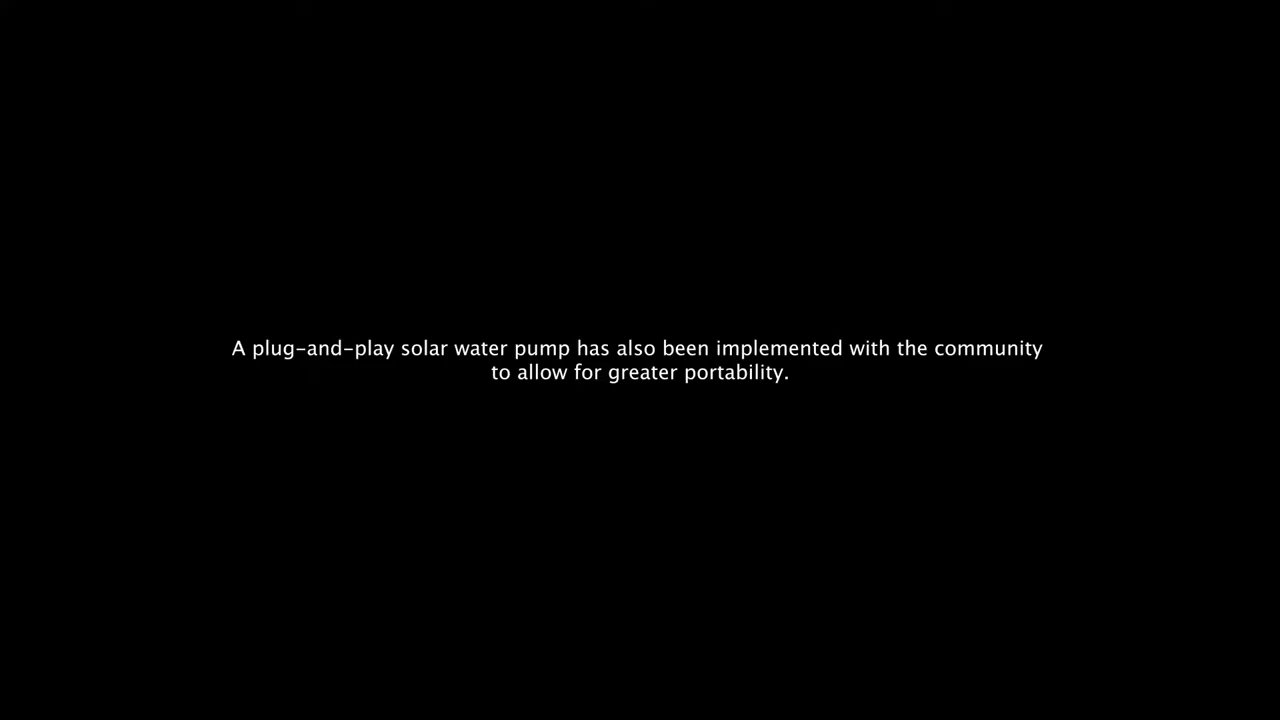 A plug-and-play solar water pump has also been implemented with the community
to allow for greater portability.